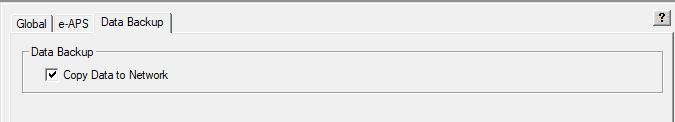 Global e-APS Data Backup ?
Data Backup
Copy Data to Network